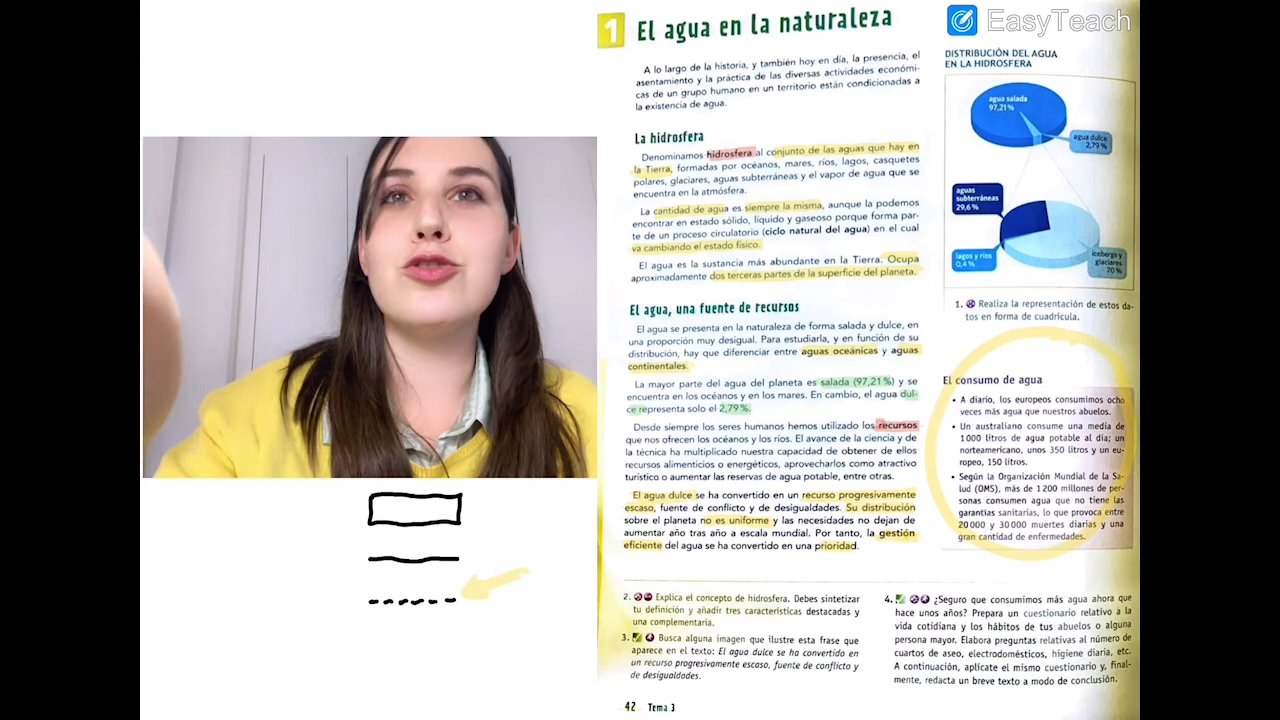 1 El agua en la naturaleza
A lo largo de la historia, y también hoy en día, la presencia, el
asentamiento y la práctica de las diversas actividades económi-
cas de un grupo humano en un territorio están condicionadas a
la existencia de agua.
La hidrosfera
Denominamos hidrosfera al conjunto de las aguas que hay en
la Tierra, formadas por océanos, mares, ríos, lagos, casquetes
polares, glaciares, aguas subterráneas y el vapor de agua que se
encuentra en la atmósfera.
La cantidad de agua es siempre la misma, aunque la podemos
encontrar en estado sólido, líquido y gaseoso porque forma par-
te de un proceso circulatorio (ciclo natural del agua) en el cual
va cambiando el estado físico.
El agua es la sustancia más abundante en la Tierra. Ocupa
aproximadamente dos terceras partes de la superficie del planeta.
El agua, una fuente de recursos
El agua se presenta en la naturaleza de forma salada y dulce, en
una proporción muy desigual. Para estudiarla, y en función de su
distribución, hay que diferenciar entre aguas oceánicas y aguas
continentales.
La mayor parte del agua del planeta es salada (97,21 %) y se
encuentra en los océanos y en los mares. En cambio, el agua dul-
ce representa solo el 2,79 %.
Desde siempre los seres humanos hemos utilizado los recursos
que nos ofrecen los océanos y los ríos. El avance de la ciencia y de
la técnica ha multiplicado nuestra capacidad de obtener de ellos
recursos alimenticios o energéticos, aprovecharlos como atractivo
turístico o aumentar las reservas de agua potable, entre otras.
El agua dulce se ha convertido en un recurso progresivamente
escaso, fuente de conflicto y de desigualdades. Su distribución
sobre el planeta no es uniforme y las necesidades no dejan de
aumentar año tras año a escala mundial. Por tanto, la gestión
eficiente del agua se ha convertido en una prioridad.
EasyTeach
DISTRIBUCIÓN DEL AGUA
EN LA HIDROSFERA
agua salada
97,21%
agua dulce
2,79 %
aguas
subterráneas
29,6 %
lagos y ríos
0,4 %
icebergs y
glaciares
70 %
1. Realiza la representación de estos da-
tos en forma de cuadrícula.
El consumo de agua
• A diario, los europeos consumimos ocho
veces más agua que nuestros abuelos.
• Un australiano consume una media de
1 000 litros de agua potable al día; un
norteamericano, unos 350 litros y un eu-
ropeo, 150 litros.
• Según la Organización Mundial de la Sa-
lud (OMS), más de 1 200 millones de per-
sonas consumen agua que no tiene las
garantías sanitarias, lo que provoca entre
20 000 y 30 000 muertes diarias y una
gran cantidad de enfermedades.
2. Explica el concepto de hidrosfera. Debes sintetizar
tu definición y añadir tres características destacadas y
una complementaria.
3. Busca alguna imagen que ilustre esta frase que
aparece en el texto: El agua dulce se ha convertido en
un recurso progresivamente escaso, fuente de conflicto y
de desigualdades.
4. ¿Seguro que consumimos más agua ahora que
hace unos años? Prepara un cuestionario relativo a la
vida cotidiana y los hábitos de tus abuelos o alguna
persona mayor. Elabora preguntas relativas al número de
cuartos de aseo, electrodomésticos, higiene diaria, etc.
A continuación, aplícate el mismo cuestionario y, final-
mente, redacta un breve texto a modo de conclusión.
42 Tema 3